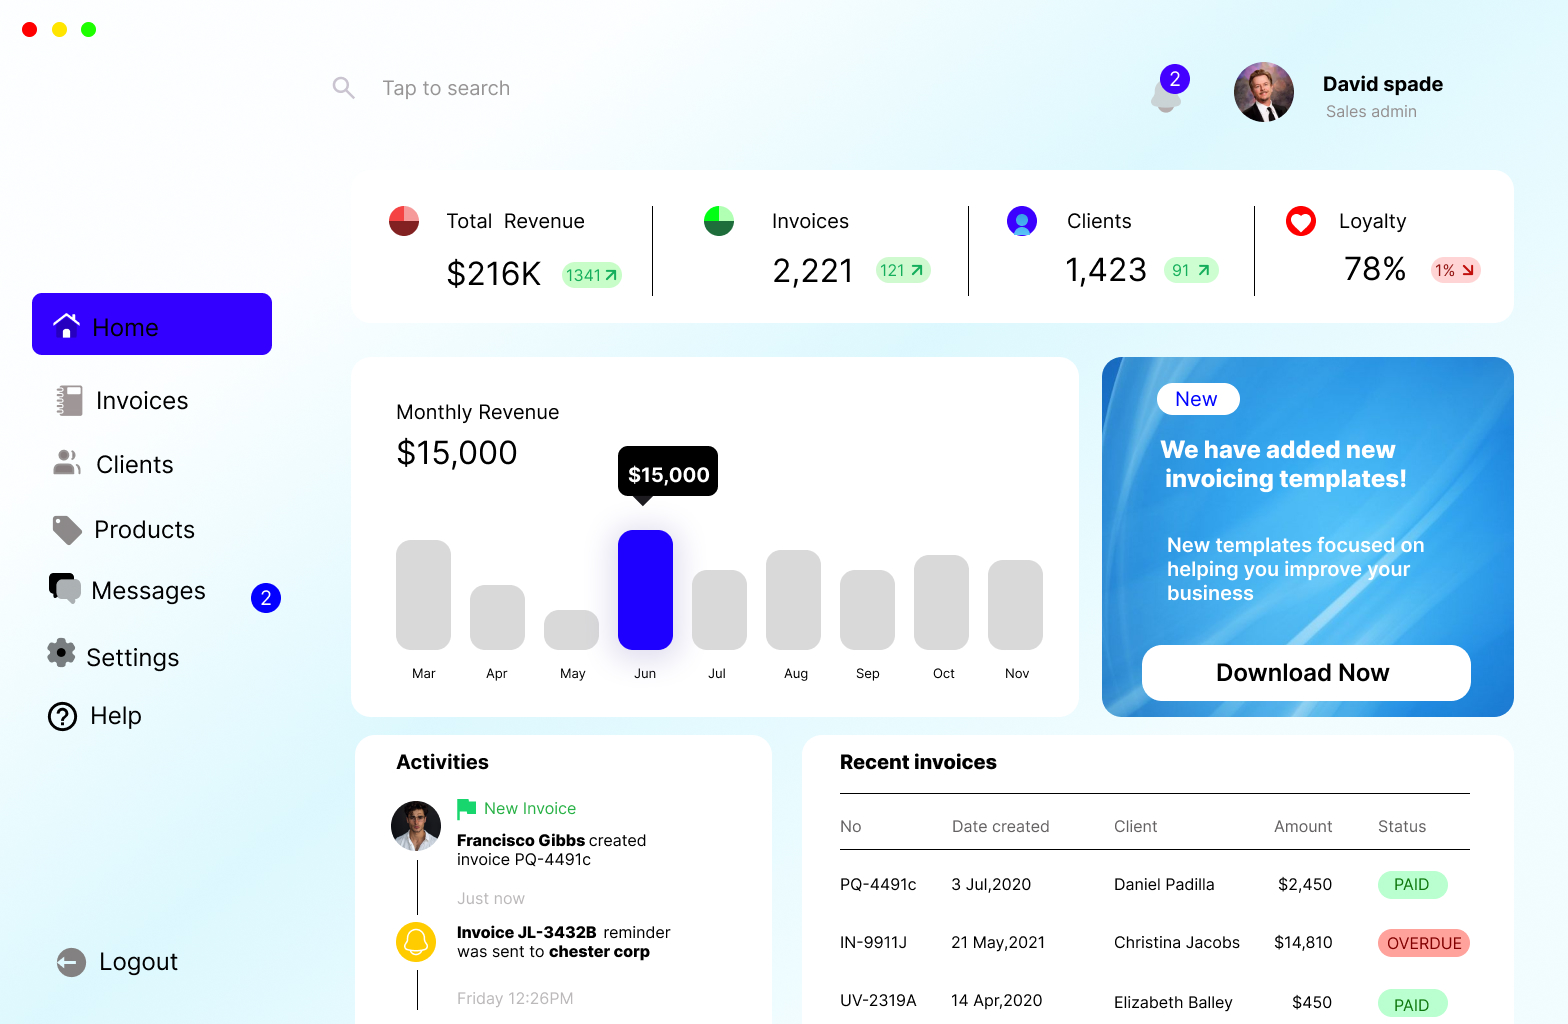 Tap to search
2
David spade
Sales admin
Total Revenue
$216K 1341
Invoices
2,221 121
Clients
1,423 91
Loyalty
78% 1%
Home
Invoices
Clients
Products
Messages 2
Settings
Help
Logout
Monthly Revenue
$15,000
$15,000
Mar Apr May Jun Jul Aug Sep Oct Nov
New
We have added new
invoicing templates!
New templates focused on
helping you improve your
business
Download Now
Activities
New Invoice
Francisco Gibbs created
invoice PQ-4491c
Just now
Invoice JL-3432B reminder
was sent to chester corp
Friday 12:26PM
Recent invoices
No Date created Client Amount Status
PQ-4491c 3 Jul,2020 Daniel Padilla $2,450 PAID
IN-9911J 21 May,2021 Christina Jacobs $14,810 OVERDUE
UV-2319A 14 Apr,2020 Elizabeth Balley $450 PAID